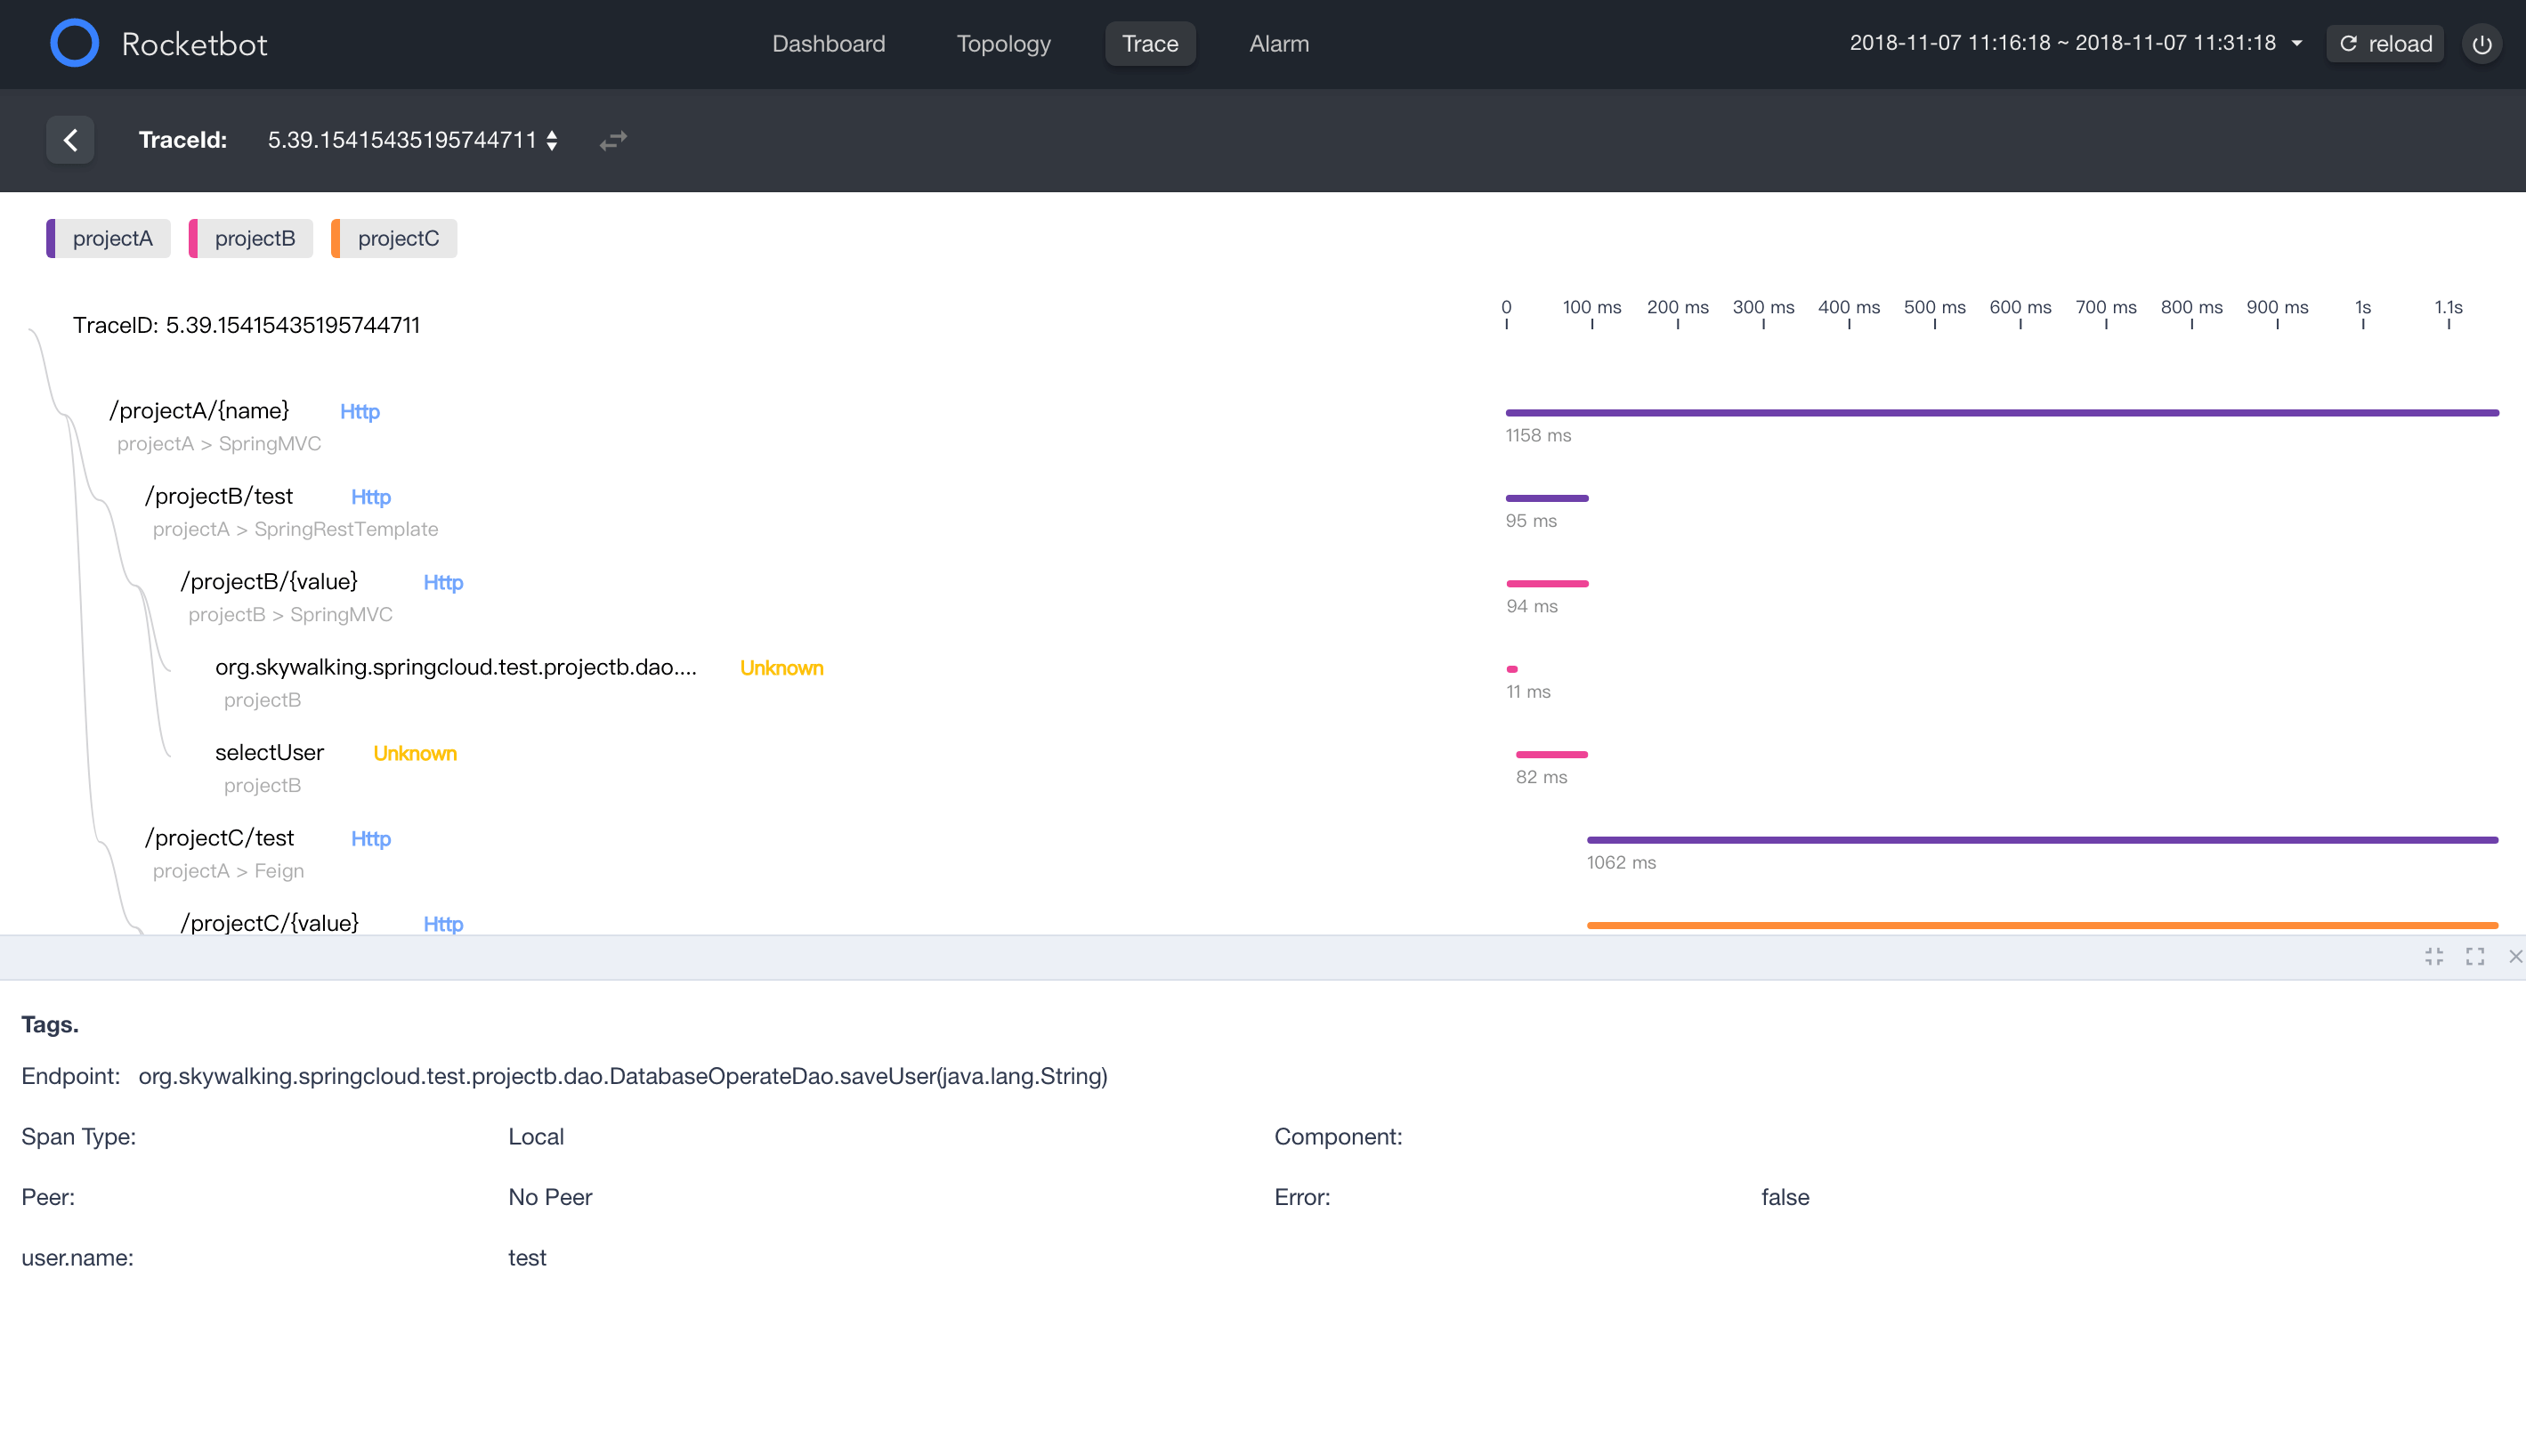 Rocketbot
Dashboard Topology Trace Alarm
2018-11-07 11:16:18 ~ 2018-11-07 11:31:18 reload
TraceId: 5.39.15415435195744711
projectA projectB projectC
0 100 ms 200 ms 300 ms 400 ms 500 ms 600 ms 700 ms 800 ms 900 ms 1s 1.1s
TraceID: 5.39.15415435195744711
/projectA/{name} Http
projectA > SpringMVC
1158 ms
/projectB/test Http
projectA > SpringRestTemplate
95 ms
/projectB/{value} Http
projectB > SpringMVC
94 ms
org.skywalking.springcloud.test.projectb.dao.... Unknown
projectB
11 ms
selectUser Unknown
projectB
82 ms
/projectC/test Http
projectA > Feign
1062 ms
/projectC/{value} Http
Tags.
Endpoint: org.skywalking.springcloud.test.projectb.dao.DatabaseOperateDao.saveUser(java.lang.String)
Span Type: Local Component:
Peer: No Peer Error: false
user.name: test